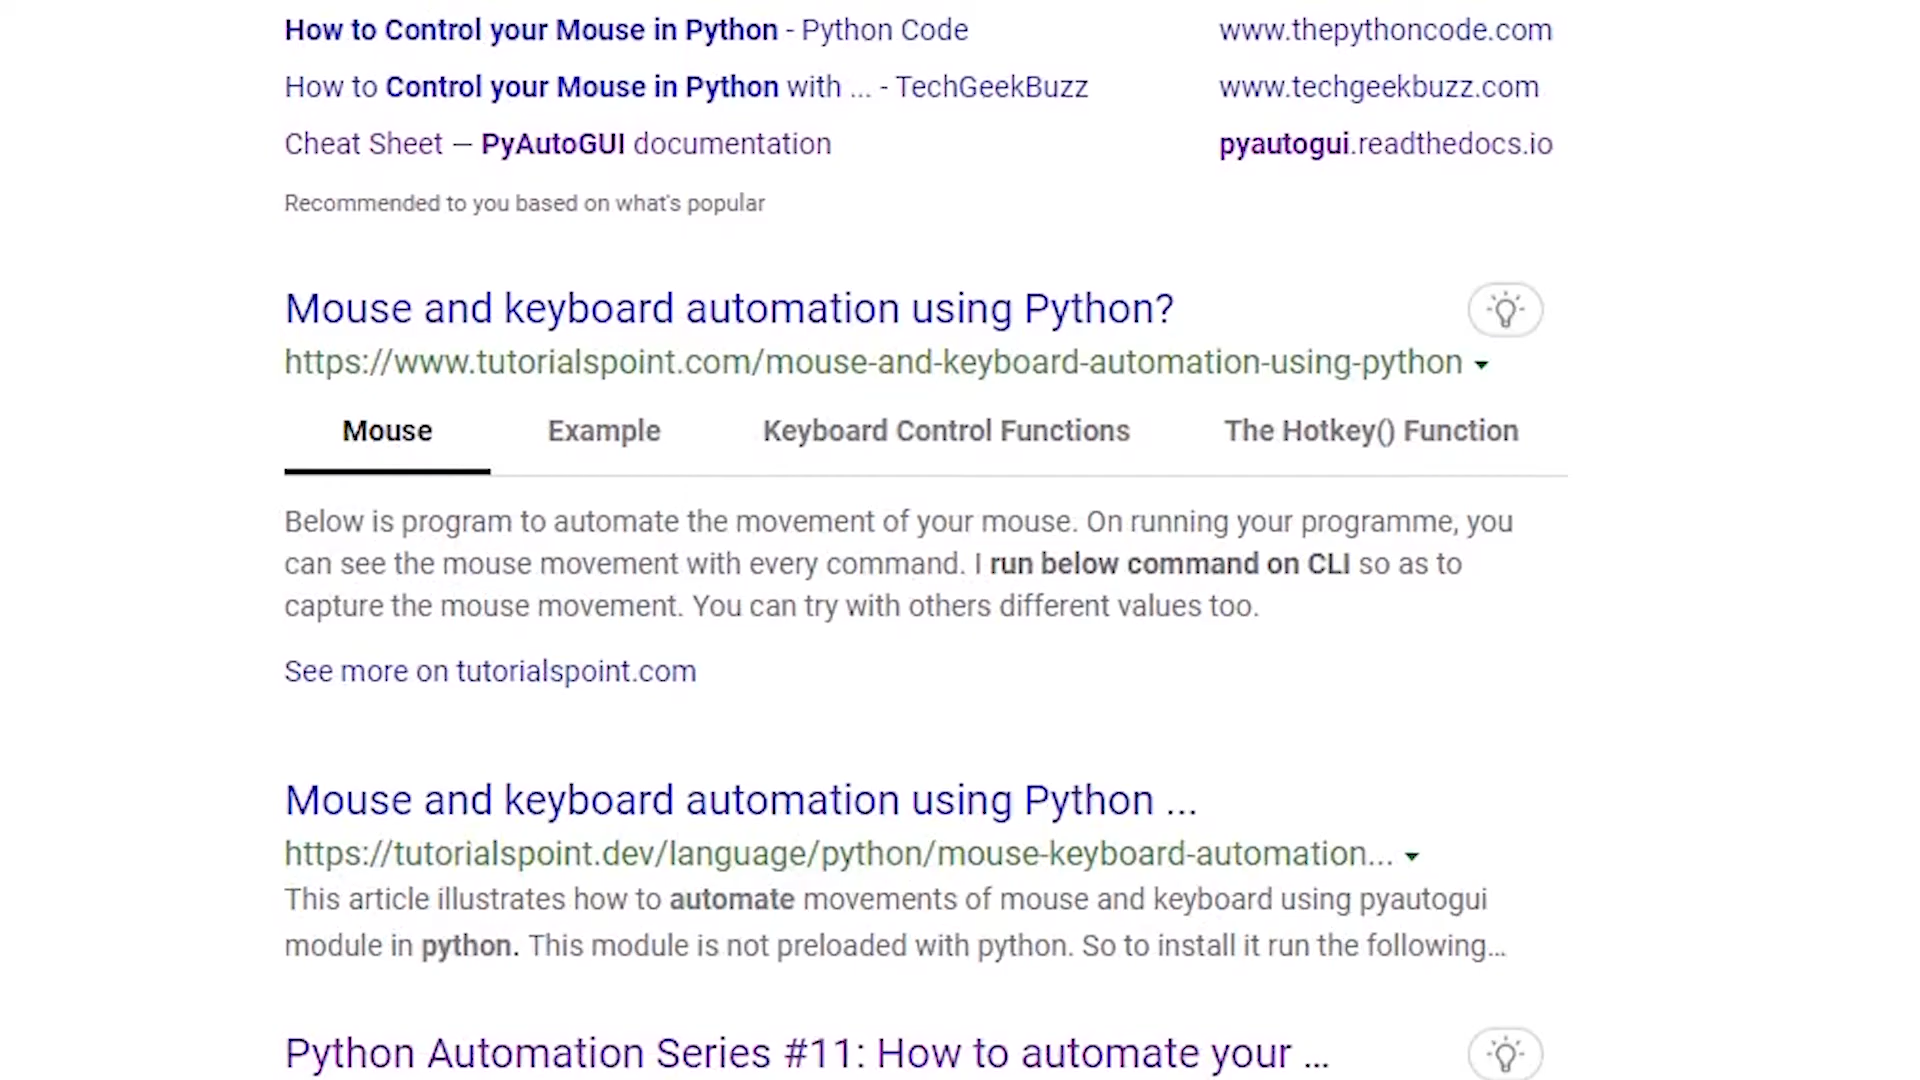 How to Control your Mouse in Python - Python Code www.thepythoncode.com
How to Control your Mouse in Python with ... - TechGeekBuzz www.techgeekbuzz.com
Cheat Sheet — PyAutoGUI documentation pyautogui.readthedocs.io
Recommended to you based on what's popular
Mouse and keyboard automation using Python?
https://www.tutorialspoint.com/mouse-and-keyboard-automation-using-python
Mouse Example Keyboard Control Functions The Hotkey() Function
Below is program to automate the movement of your mouse. On running your programme, you
can see the mouse movement with every command. I run below command on CLI so as to
capture the mouse movement. You can try with others different values too.
See more on tutorialspoint.com
Mouse and keyboard automation using Python ...
https://tutorialspoint.dev/language/python/mouse-keyboard-automation...
This article illustrates how to automate movements of mouse and keyboard using pyautogui
module in python. This module is not preloaded with python. So to install it run the following...
Python Automation Series #11: How to automate your ...